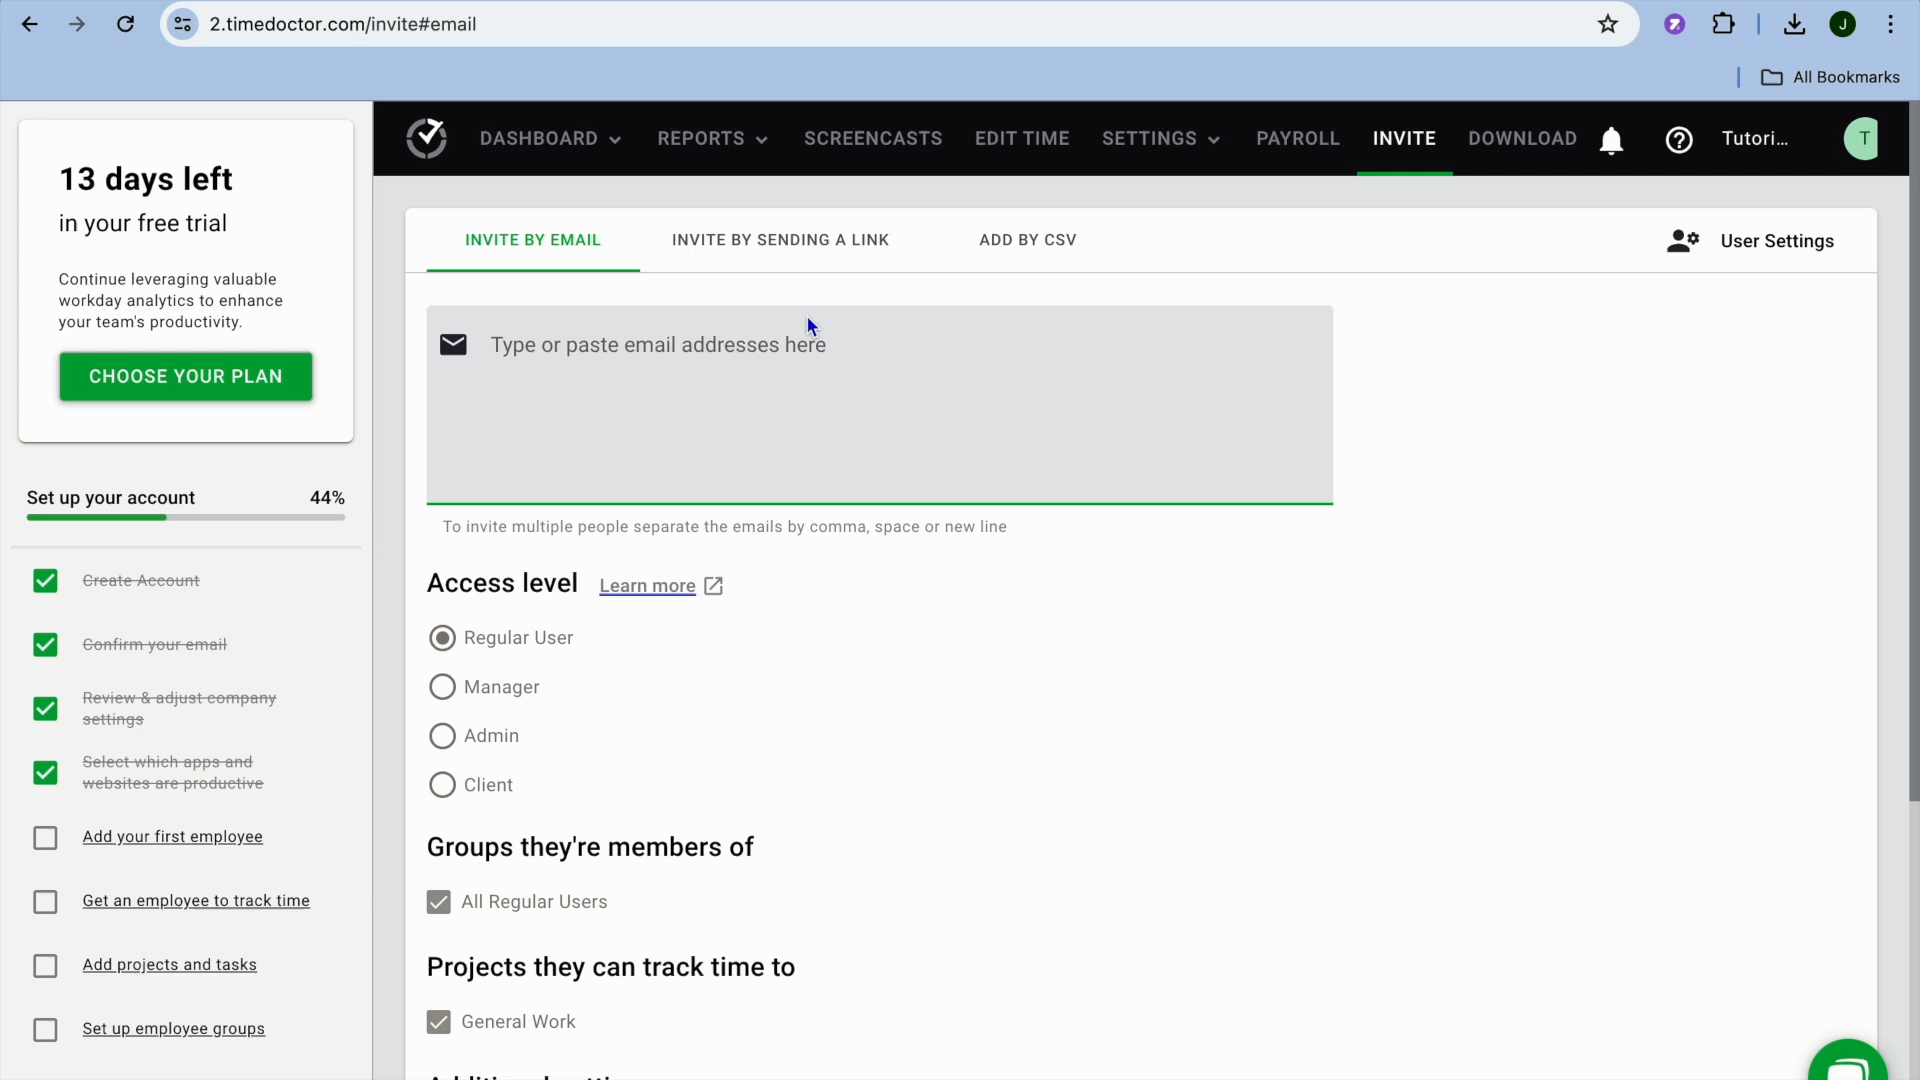 2.timedoctor.com/invite#email
J
All Bookmarks
13 days left
in your free trial
Continue leveraging valuable
workday analytics to enhance
your team's productivity.
CHOOSE YOUR PLAN
Set up your account 44%
Create Account
Confirm your email
Review & adjust company
settings
Select which apps and
websites are productive
Add your first employee
Get an employee to track time
Add projects and tasks
Set up employee groups
DASHBOARD REPORTS SCREENCASTS EDIT TIME SETTINGS PAYROLL INVITE DOWNLOAD Tutori... T
INVITE BY EMAIL INVITE BY SENDING A LINK ADD BY CSV User Settings
Type or paste email addresses here
To invite multiple people separate the emails by comma, space or new line
Access level Learn more
Regular User
Manager
Admin
Client
Groups they're members of
All Regular Users
Projects they can track time to
General Work